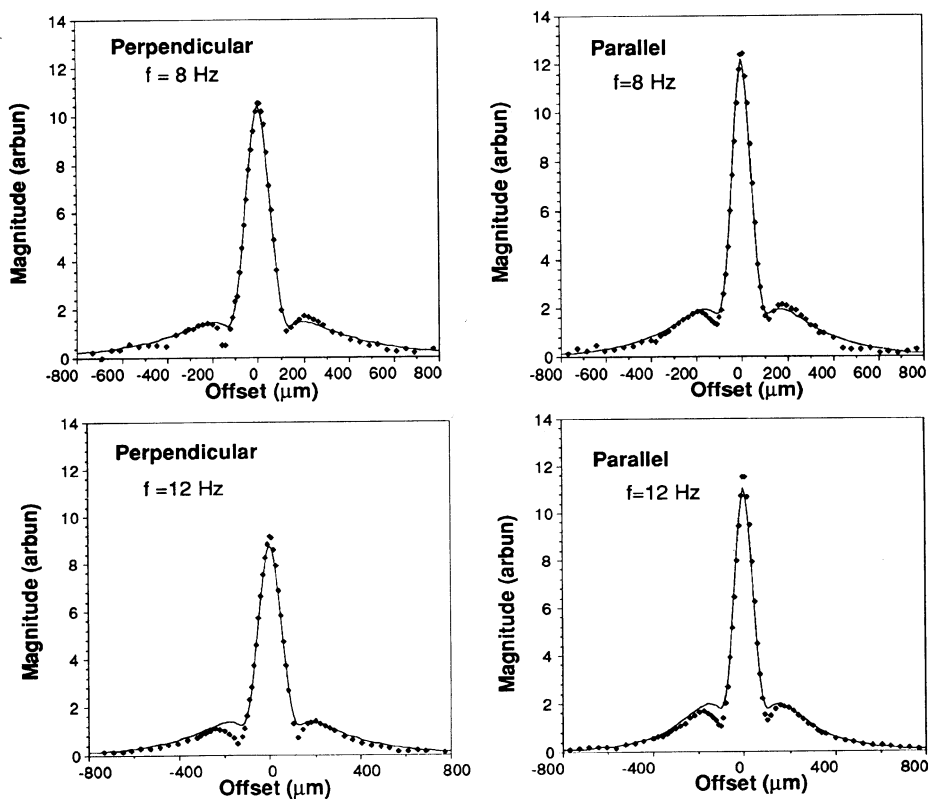 14
12
10
8
6
4
2
0
Perpendicular
f = 8 Hz
Magnitude (arbun)
-800 -600 -400 -200 0 200 400 600 800
Offset (μm)
14
12
10
8
6
4
2
0
Parallel
f=8 Hz
Magnitude (arbun)
-800 -600 -400 -200 0 200 400 600 800
Offset (μm)
14
12
10
8
6
4
2
0
Perpendicular
f =12 Hz
Magnitude (arbun)
-800 -400 0 400 800
Offset (μm)
14
12
10
8
6
4
2
0
Parallel
f=12 Hz
Magnitude (arbun)
-800 -400 0 400 800
Offset (μm)